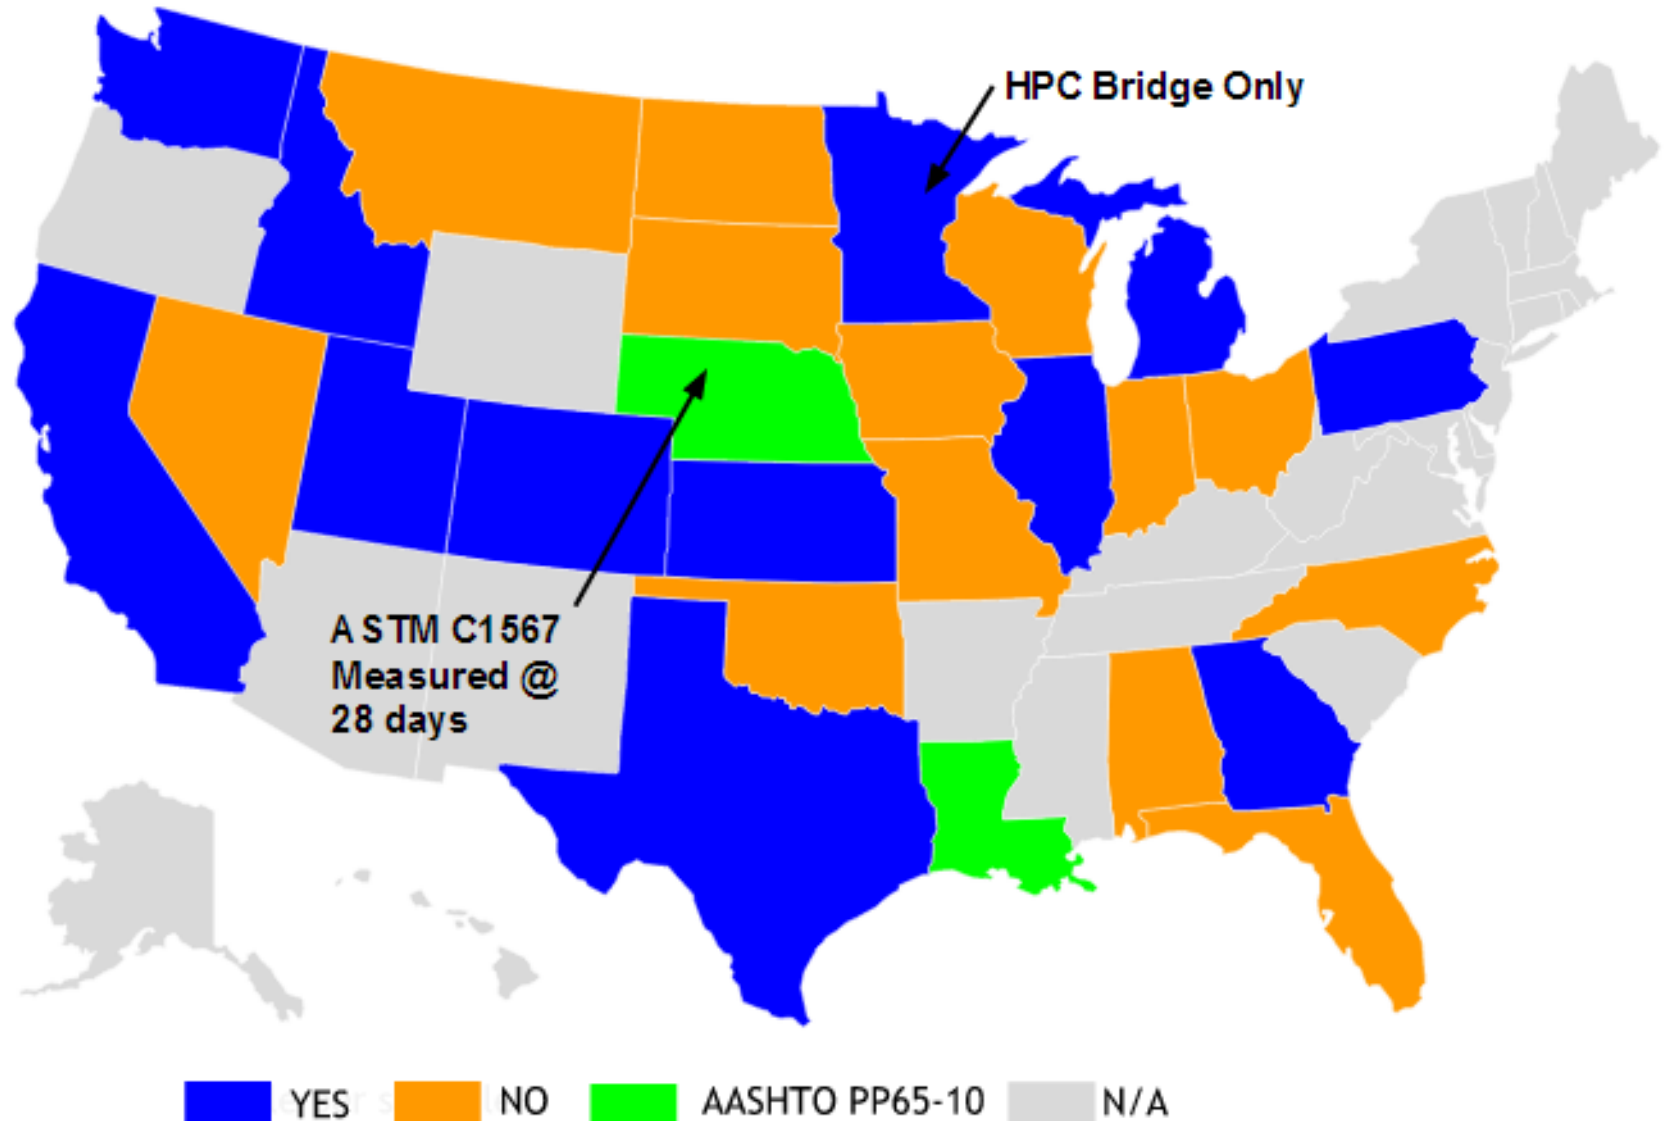 HPC Bridge Only
ASTM C1567
Measured @
28 days
YES
NO
AASHTO PP65-10
N/A